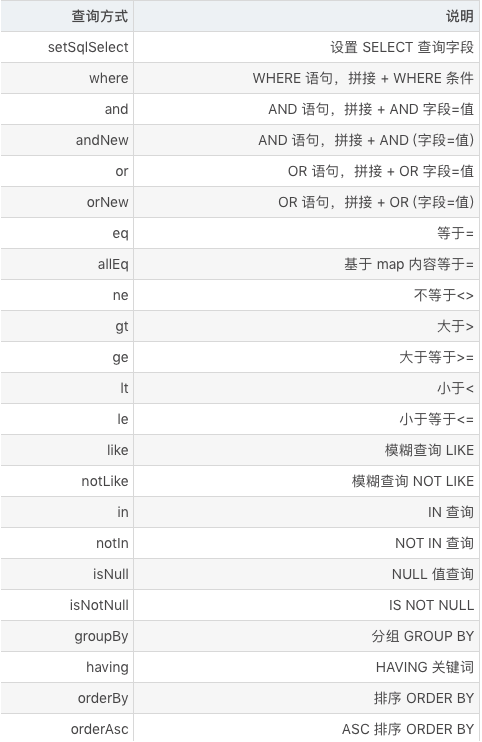 查询方式 说明
setSqlSelect 设置 SELECT 查询字段
where WHERE 语句，拼接 + WHERE 条件
and AND 语句，拼接 + AND 字段=值
andNew AND 语句，拼接 + AND (字段=值)
or OR 语句，拼接 + OR 字段=值
orNew OR 语句，拼接 + OR (字段=值)
eq 等于=
allEq 基于 map 内容等于=
ne 不等于<>
gt 大于>
ge 大于等于>=
lt 小于<
le 小于等于<=
like 模糊查询 LIKE
notLike 模糊查询 NOT LIKE
in IN 查询
notIn NOT IN 查询
isNull NULL 值查询
isNotNull IS NOT NULL
groupBy 分组 GROUP BY
having HAVING 关键词
orderBy 排序 ORDER BY
orderAsc ASC 排序 ORDER BY